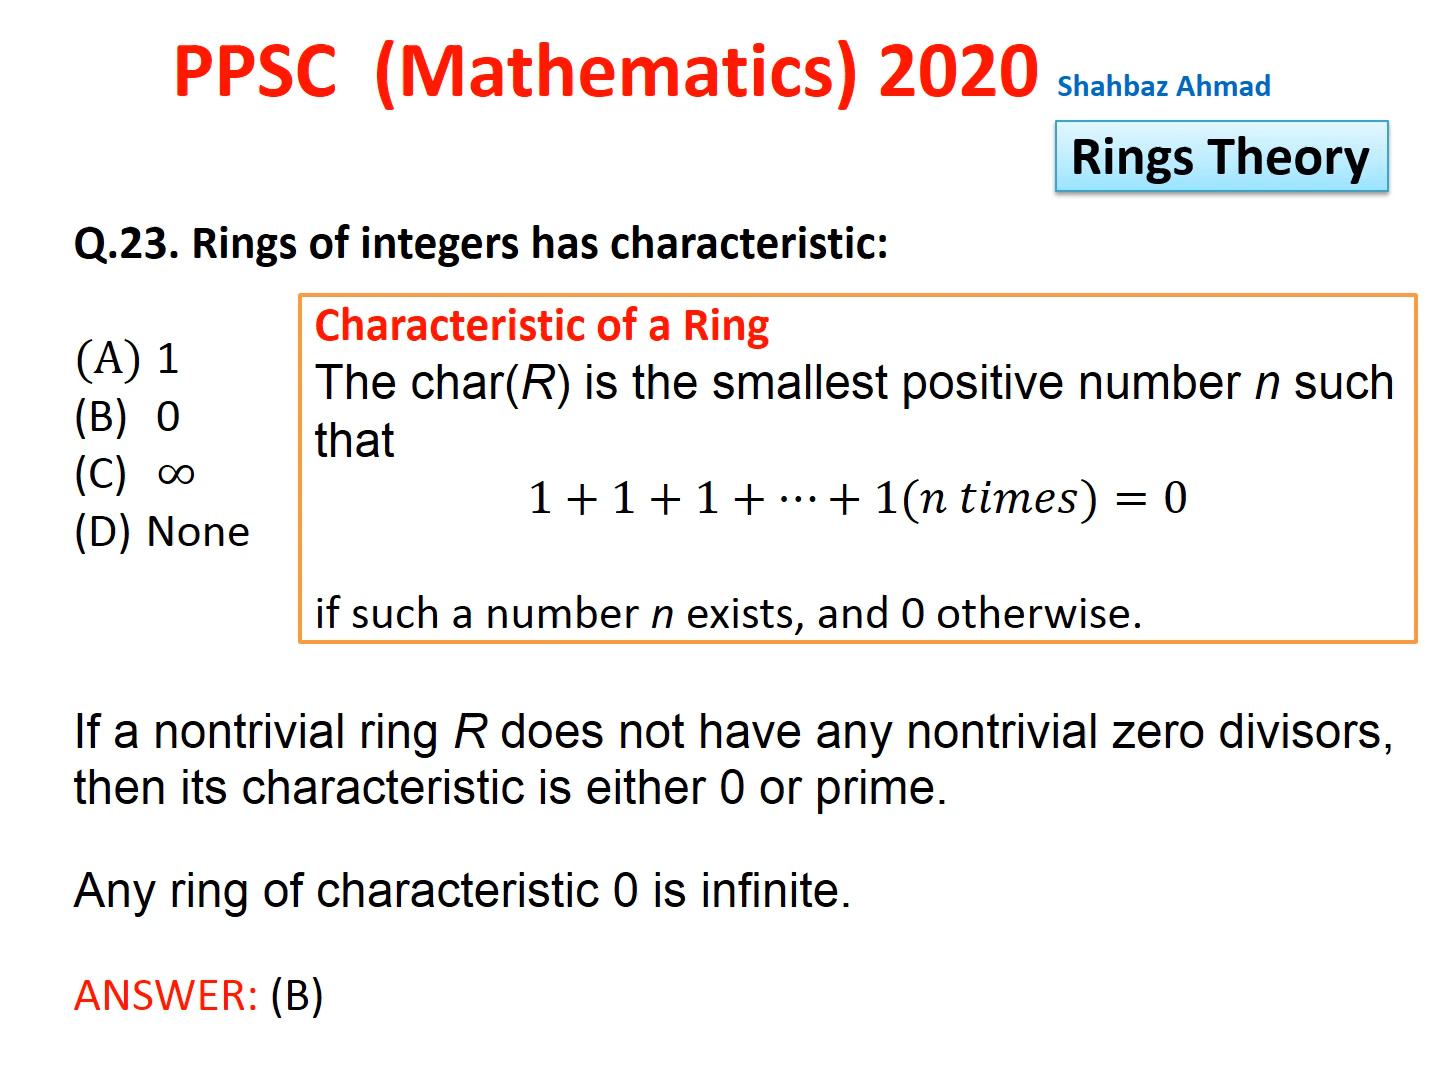 PPSC (Mathematics) 2020 Shahbaz Ahmad
Rings Theory
Q.23. Rings of integers has characteristic:
(A) 1
(B) 0
(C) ∞
(D) None
Characteristic of a Ring
The char(R) is the smallest positive number n such
that
1 + 1 + 1 + ⋯ + 1(n times) = 0
if such a number n exists, and 0 otherwise.
If a nontrivial ring R does not have any nontrivial zero divisors,
then its characteristic is either 0 or prime.
Any ring of characteristic 0 is infinite.
ANSWER: (B)